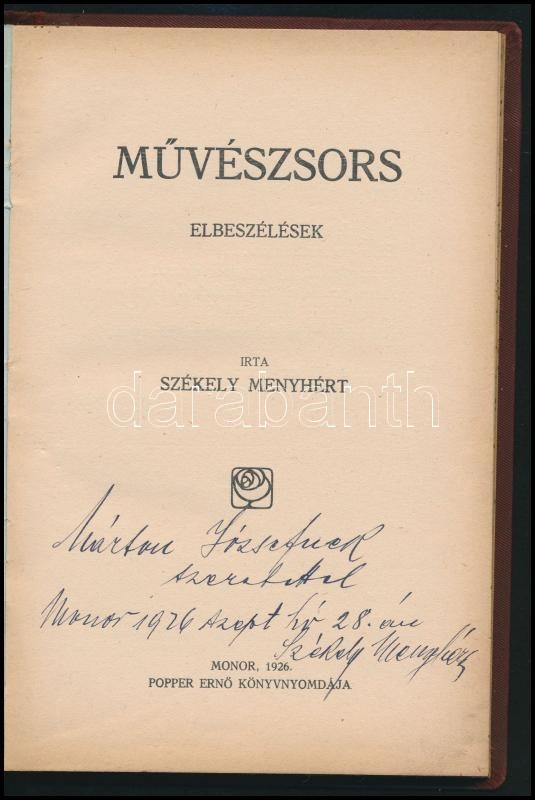 MŰVÉSZSORS
ELBESZÉLÉSEK
IRTA
SZÉKELY MENYHÉRT
darabanth
Márton Józsefnek
szeretettel
Monor 1926 szept hó 28.-án
Székely Menyhért
MONOR, 1926.
POPPER ERNŐ KÖNYVNYOMDÁJA